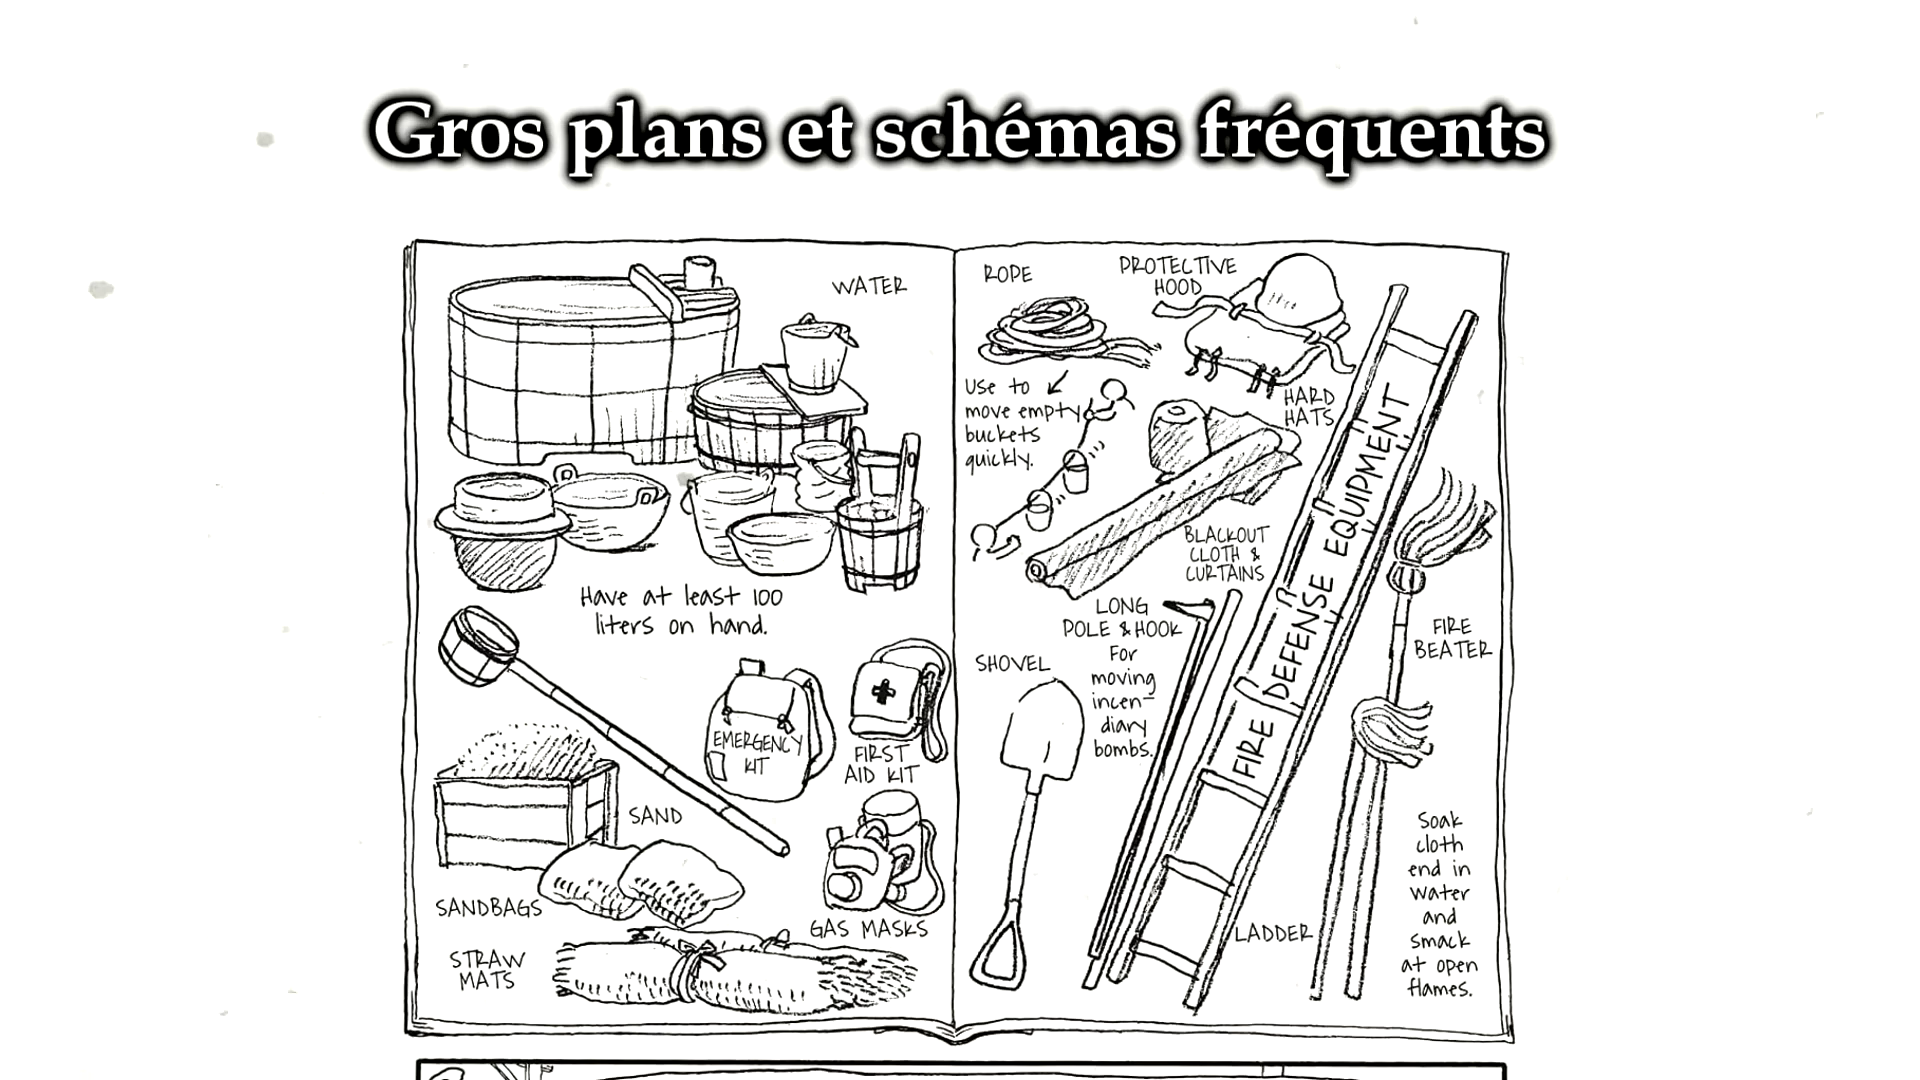 Gros plans et schémas fréquents
WATER
Have at least 100
liters on hand.
EMERGENCY
KIT
FIRST
AID KIT
SAND
SANDBAGS
GAS MASKS
STRAW
MATS
ROPE
PROTECTIVE
HOOD
Use to
move empty
buckets
quickly.
HARD
HATS
BLACKOUT
CLOTH &
CURTAINS
LONG
POLE & HOOK
For
moving
incen-
diary
bombs.
SHOVEL
FIRE DEFENSE EQUIPMENT
FIRE
BEATER
LADDER
Soak
cloth
end in
water
and
smack
at open
flames.